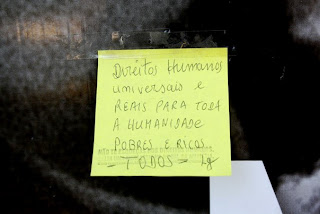 Direitos Humanos
universais e
REAIS PARA TODA
A HUMANIDADE
POBRES E RICOS
- TODOS -